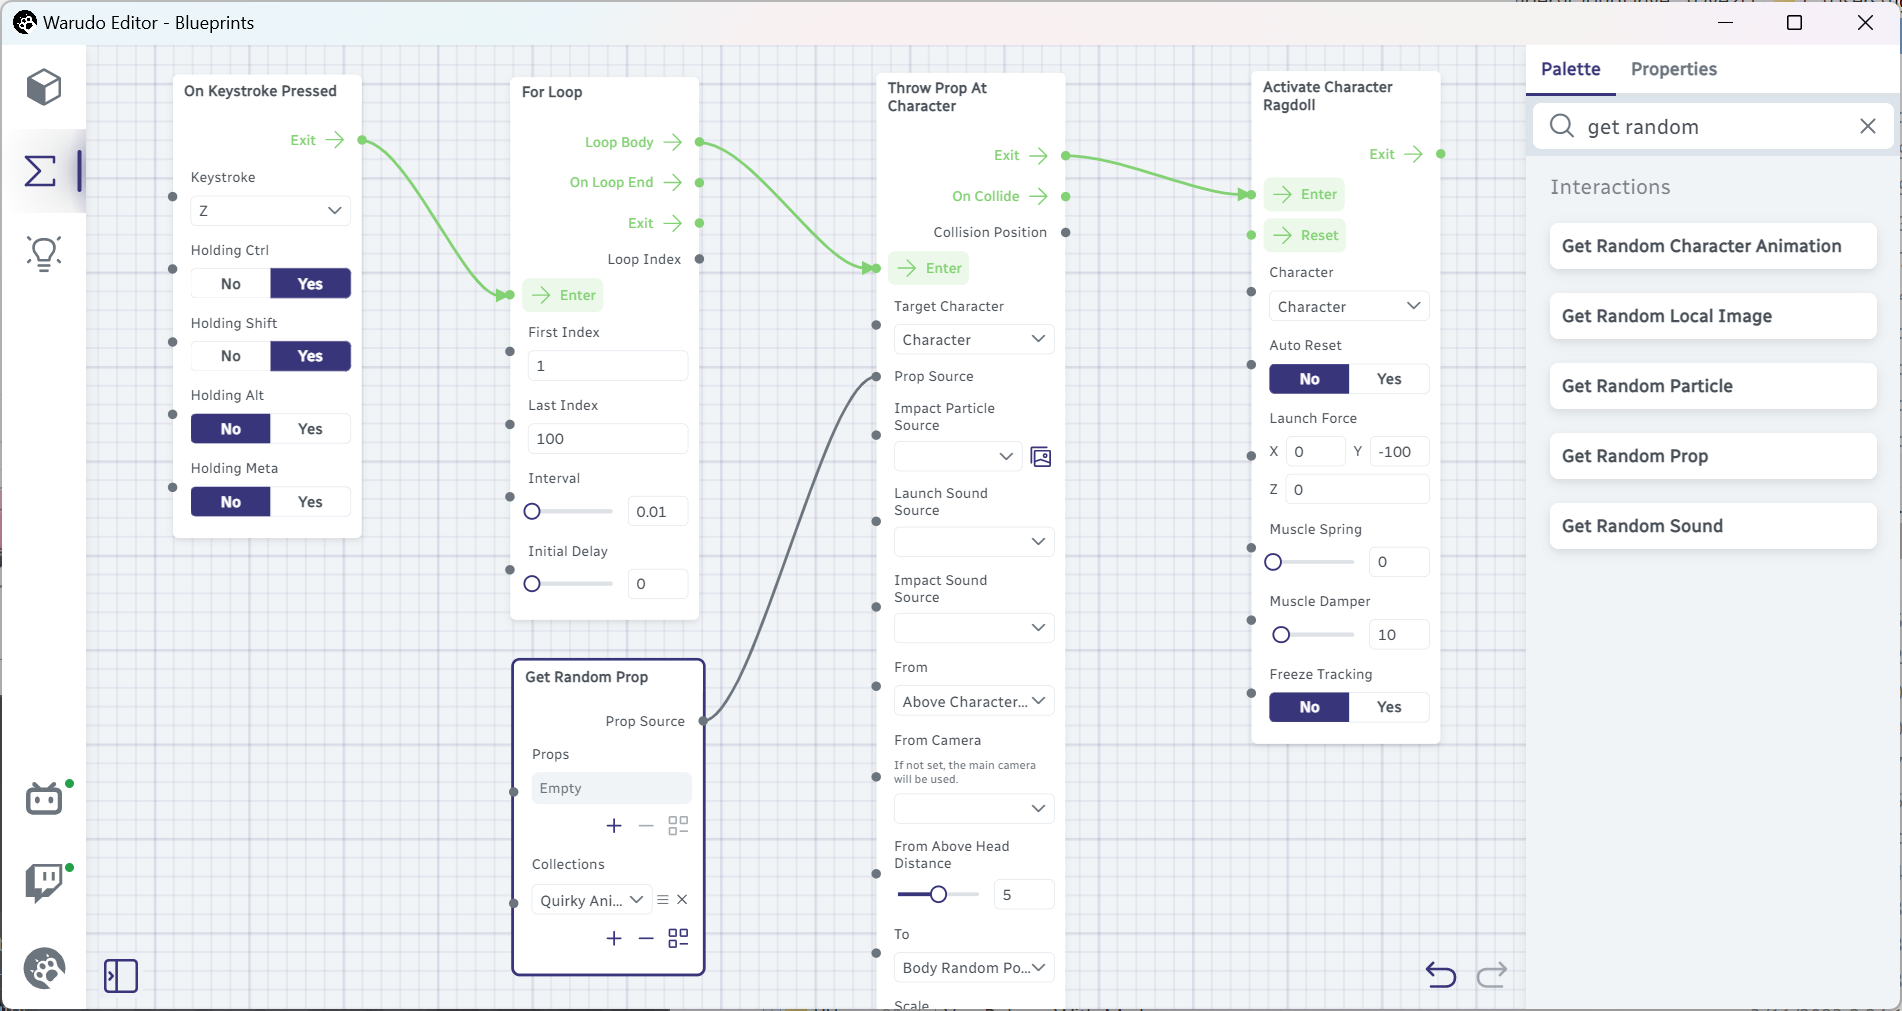 Warudo Editor - Blueprints
On Keystroke Pressed
Exit
Keystroke
Z
Holding Ctrl
No Yes
Holding Shift
No Yes
Holding Alt
No Yes
Holding Meta
No Yes
For Loop
Loop Body
On Loop End
Exit
Loop Index
Enter
First Index
1
Last Index
100
Interval
0.01
Initial Delay
0
Get Random Prop
Prop Source
Props
Empty
Collections
Quirky Ani...
Throw Prop At
Character
Exit
On Collide
Collision Position
Enter
Target Character
Character
Prop Source
Impact Particle
Source
Launch Sound
Source
Impact Sound
Source
From
Above Character...
From Camera
If not set, the main camera
will be used.
From Above Head
Distance
5
To
Body Random Po...
Scale
Activate Character
Ragdoll
Exit
Enter
Reset
Character
Character
Auto Reset
No Yes
Launch Force
X 0 Y -100
Z 0
Muscle Spring
0
Muscle Damper
10
Freeze Tracking
No Yes
Palette Properties
get random
Interactions
Get Random Character Animation
Get Random Local Image
Get Random Particle
Get Random Prop
Get Random Sound